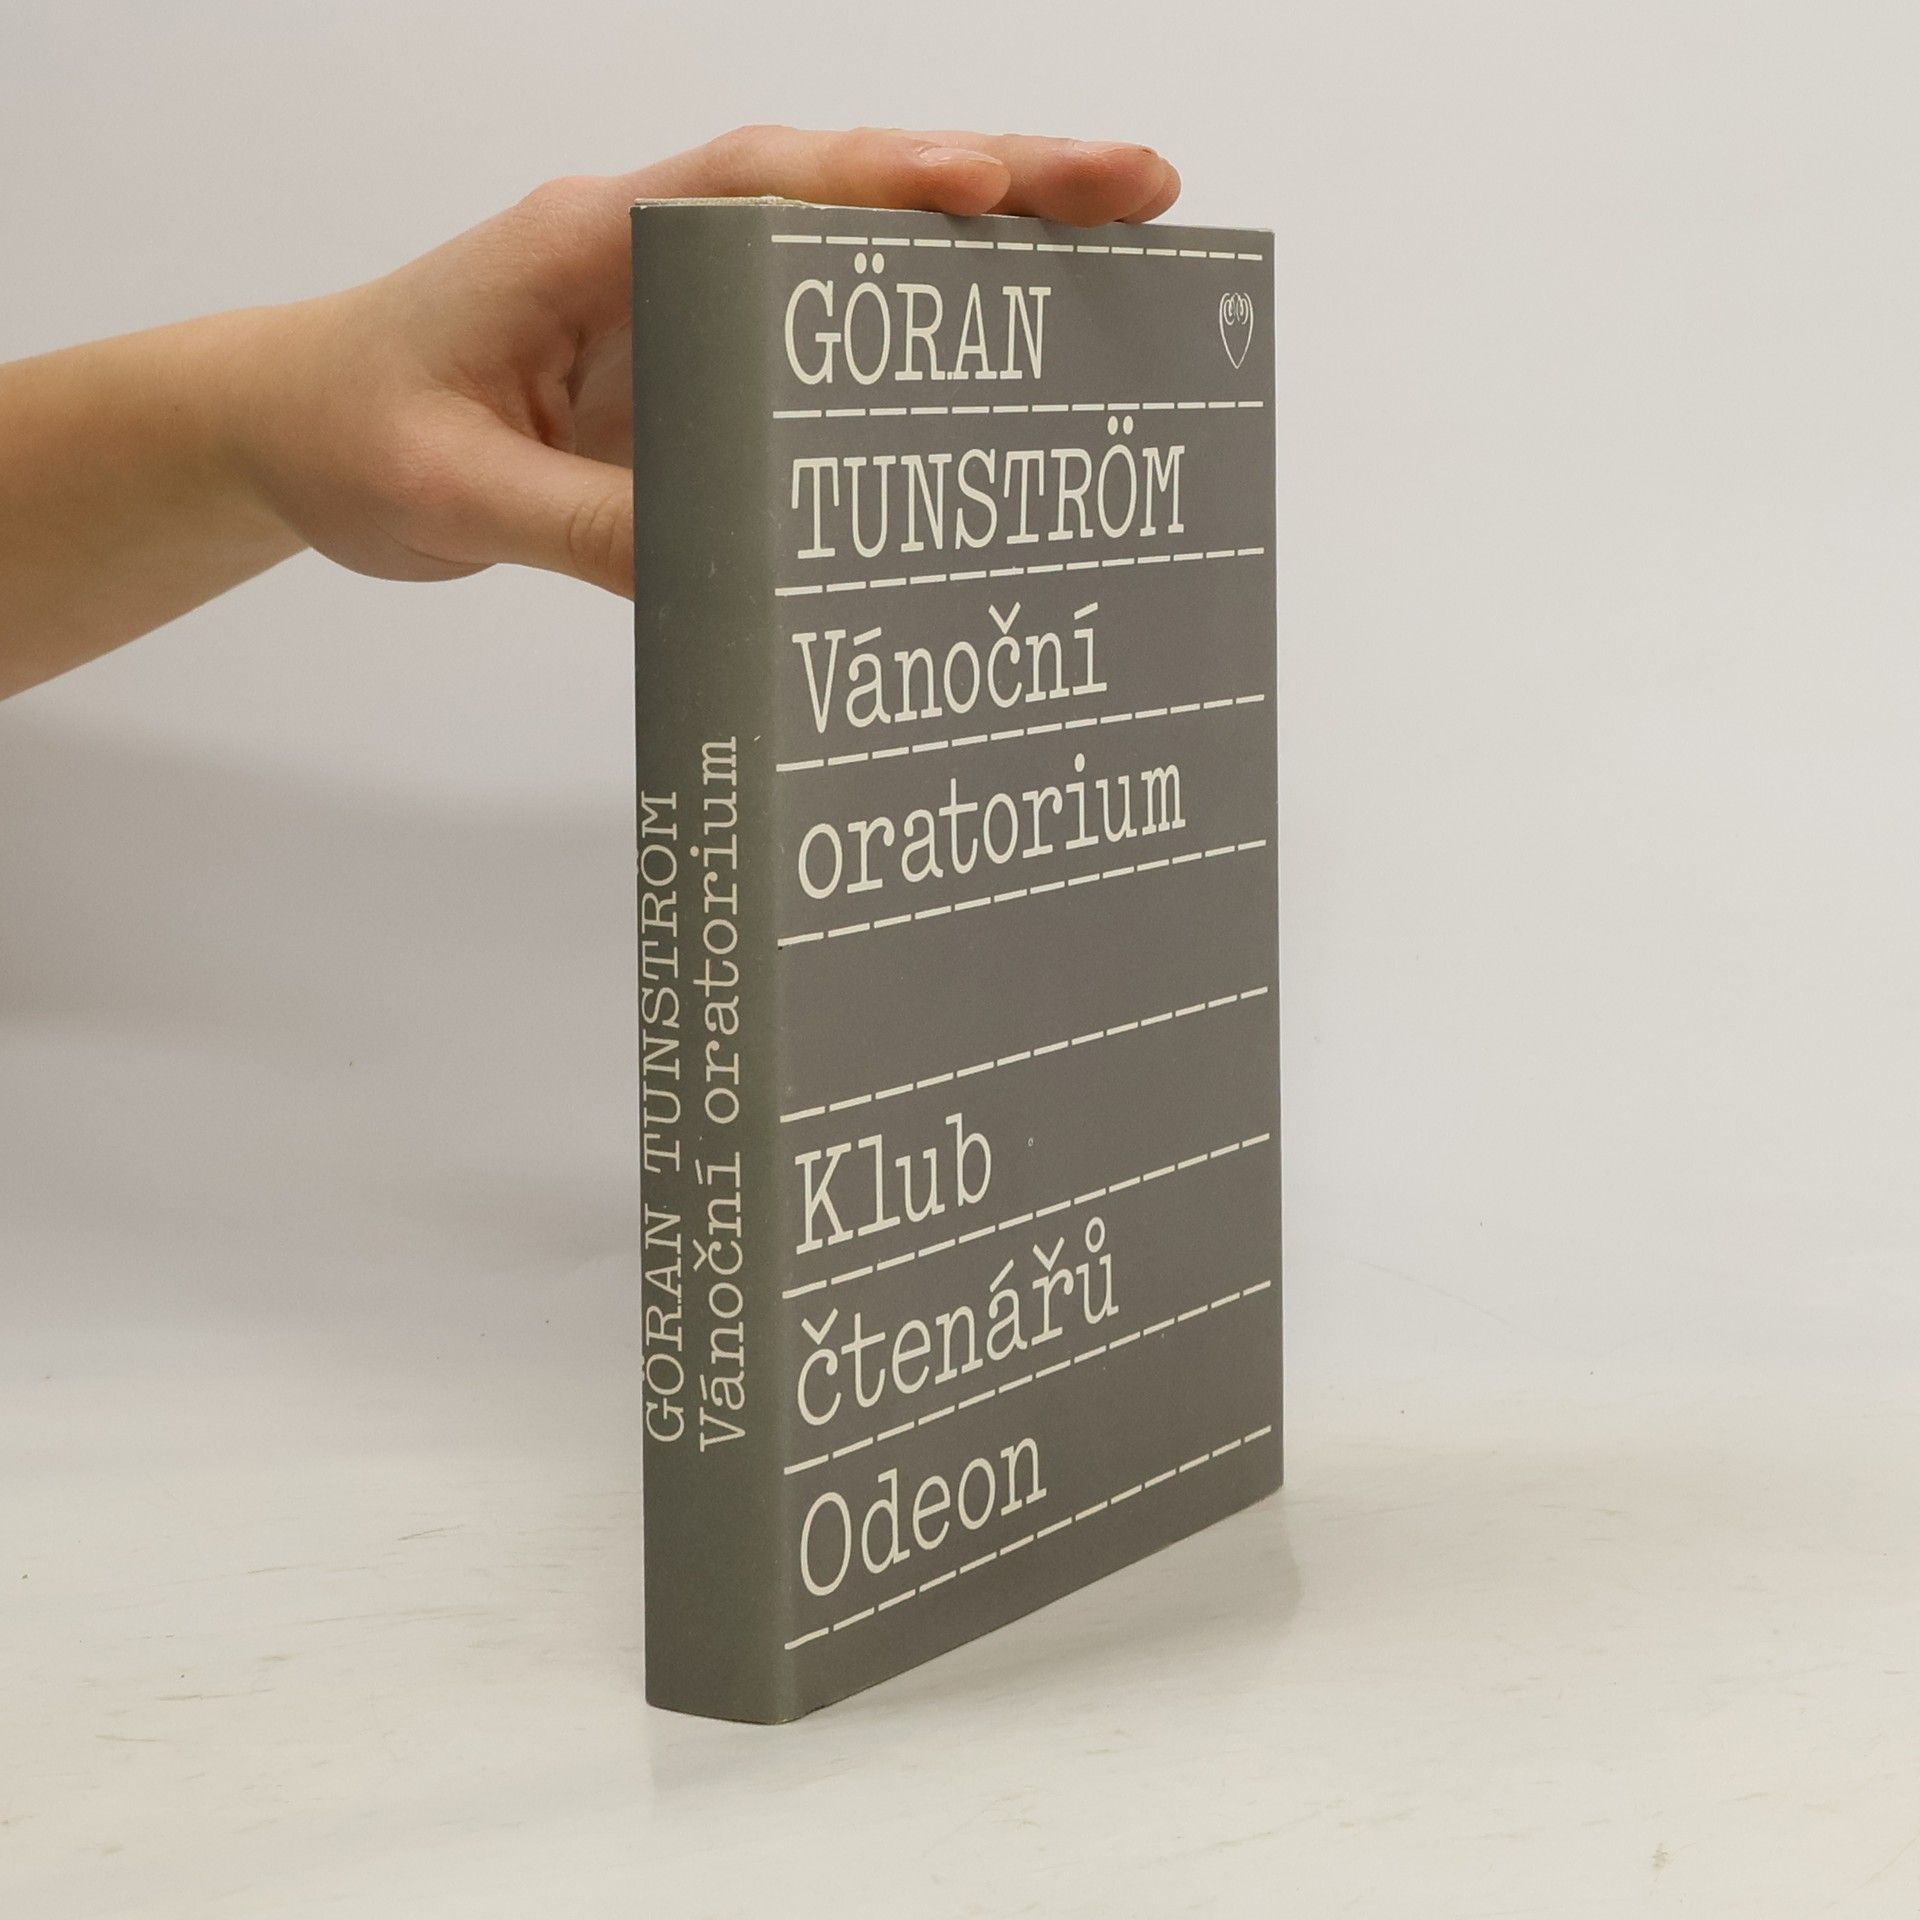 GÖRAN
TUNSTRÖM
Vánoční
oratorium
Klub
čtenářů
Odeon
GÖRAN TUNSTRÖM
Vánoční oratorium